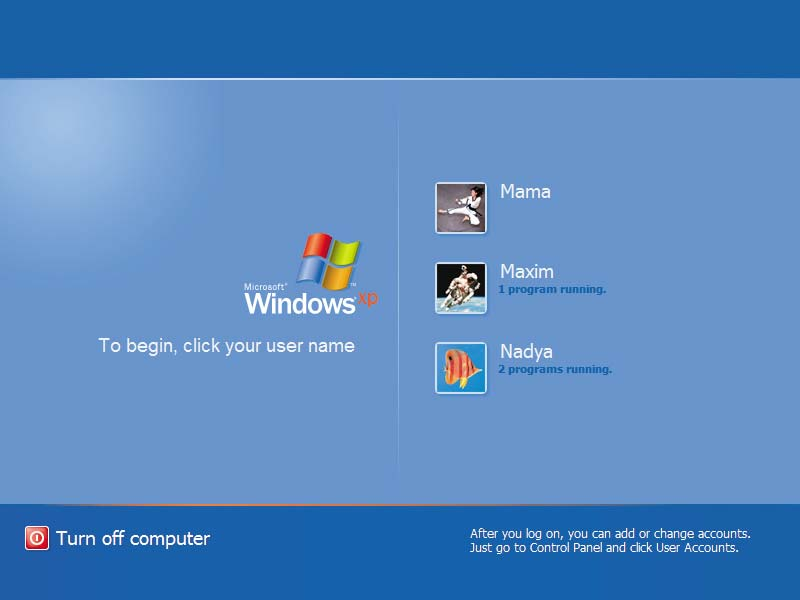 Microsoft®
Windows xp™
To begin, click your user name
Mama
Maxim
1 program running.
Nadya
2 programs running.
Turn off computer
After you log on, you can add or change accounts.
Just go to Control Panel and click User Accounts.